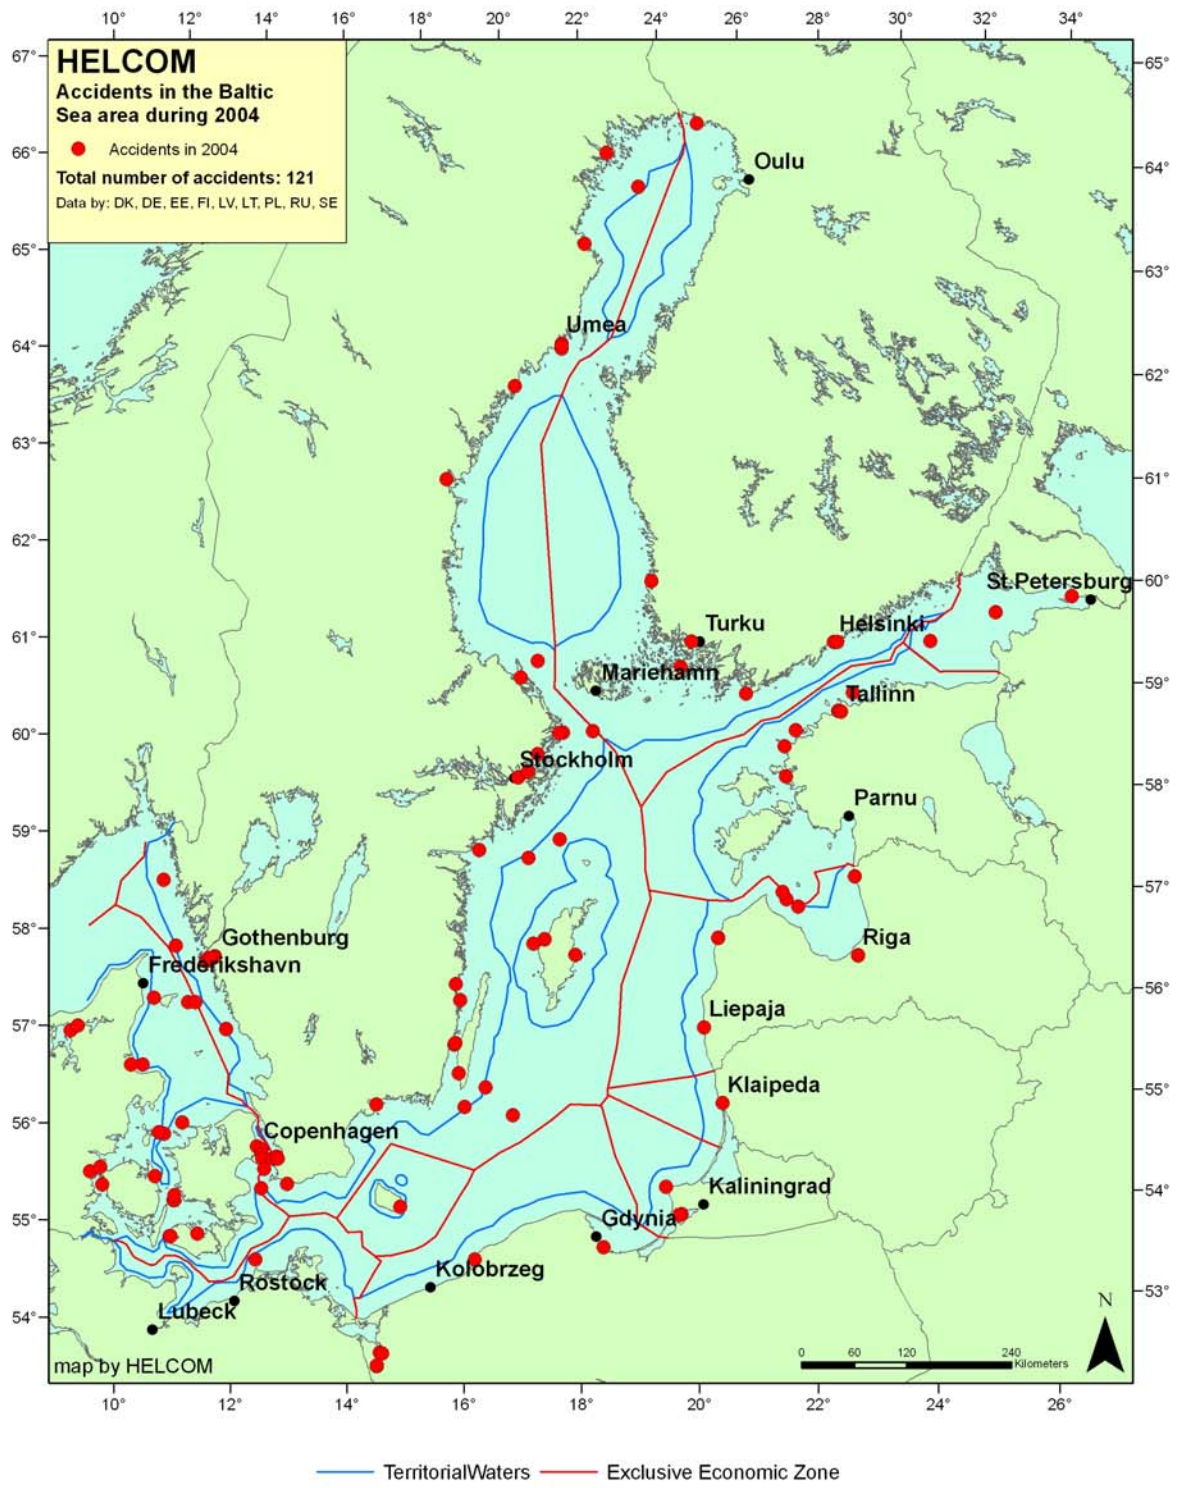 10° 12° 14° 16° 18° 20° 22° 24° 26° 28° 30° 32° 34°
HELCOM
Accidents in the Baltic
Sea area during 2004
Accidents in 2004
Total number of accidents: 121
Data by: DK, DE, EE, FI, LV, LT, PL, RU, SE
67°
66°
65°
64°
63°
62°
61°
60°
59°
58°
57°
56°
55°
54°
65°
64°
63°
62°
61°
60°
59°
58°
57°
56°
55°
54°
53°
Oulu
Umea
St.Petersburg
Turku
Helsinki
Mariehamn
Tallinn
Stockholm
Parnu
Gothenburg
Riga
Frederikshavn
Liepaja
Klaipeda
Copenhagen
Kaliningrad
Gdynia
Kolobrzeg
Rostock
Lubeck
N
map by HELCOM
0 60 120 240
Kilometers
10° 12° 14° 16° 18° 20° 22° 24° 26°
TerritorialWaters
Exclusive Economic Zone